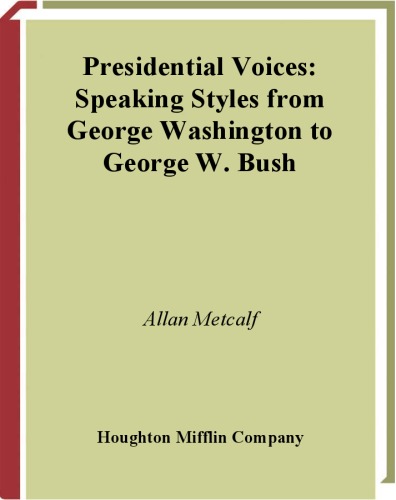 Presidential Voices:
Speaking Styles from
George Washington to
George W. Bush
Allan Metcalf
Houghton Mifflin Company